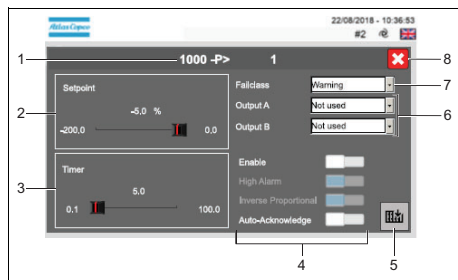 Atlas Copco
22/08/2018 - 10:36:53
#2
1
1000 -P> 1
8
Setpoint
-5.0 %
-200,0 0,0
2
Failclass Warning
7
Output A Not used
Output B Not used
6
Timer
5.0
0.1 100.0
3
Enable
High Alarm
Inverse Proportional
Auto-Acknowledge
4
5